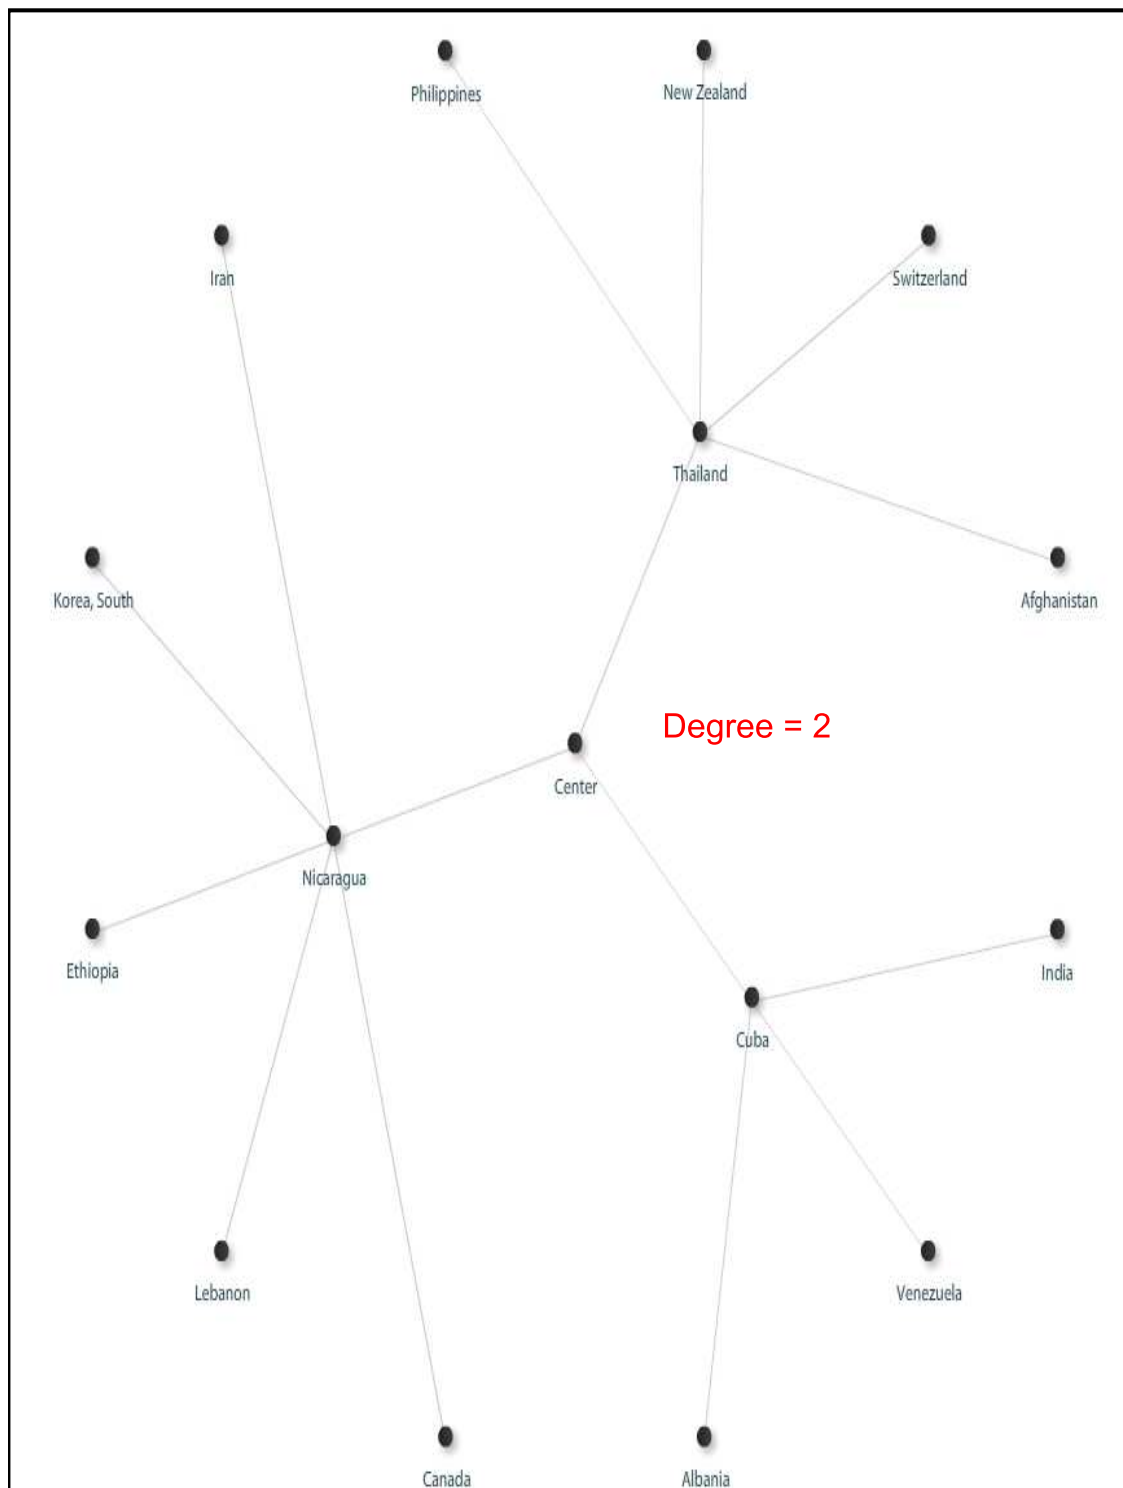 Philippines
New Zealand
Iran
Switzerland
Thailand
Korea, South
Afghanistan
Degree = 2
Center
Nicaragua
Ethiopia
India
Cuba
Lebanon
Venezuela
Canada
Albania